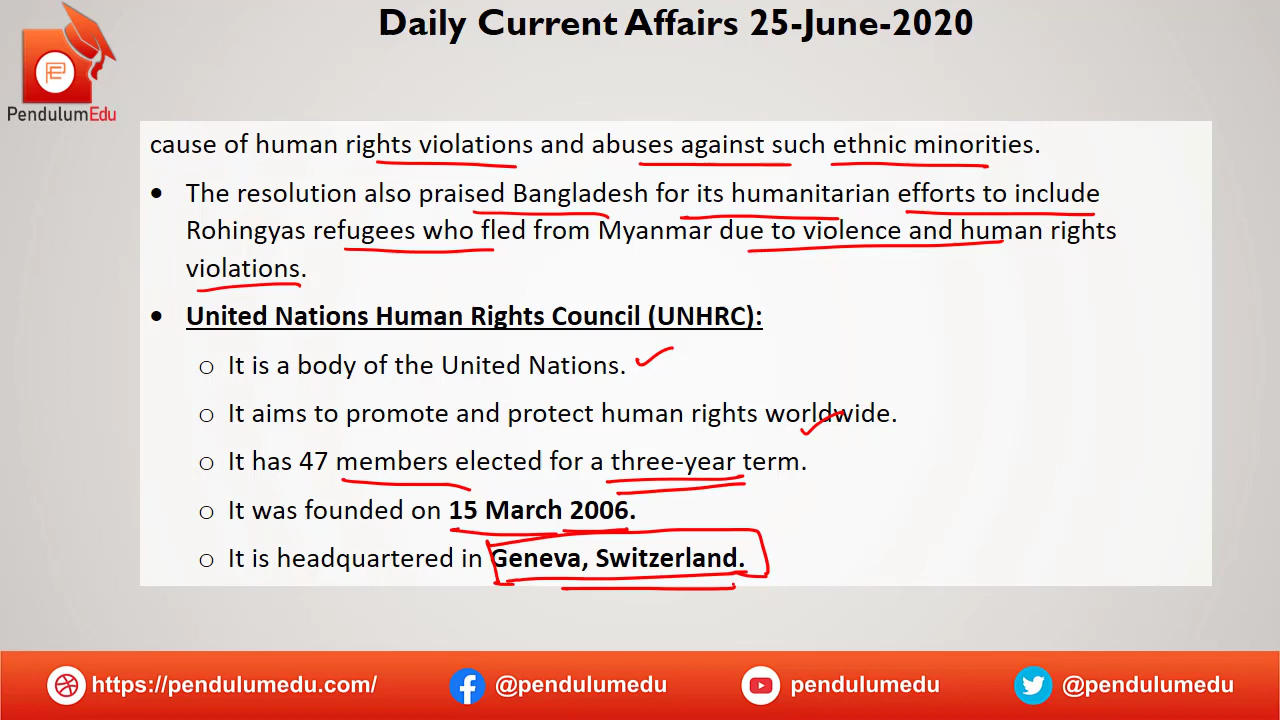 Daily Current Affairs 25-June-2020
PendulumEdu
cause of human rights violations and abuses against such ethnic minorities.
• The resolution also praised Bangladesh for its humanitarian efforts to include
Rohingyas refugees who fled from Myanmar due to violence and human rights
violations.
• United Nations Human Rights Council (UNHRC):
o It is a body of the United Nations.
o It aims to promote and protect human rights worldwide.
o It has 47 members elected for a three-year term.
o It was founded on 15 March 2006.
o It is headquartered in Geneva, Switzerland.
https://pendulumedu.com/ @pendulumedu pendulumedu @pendulumedu